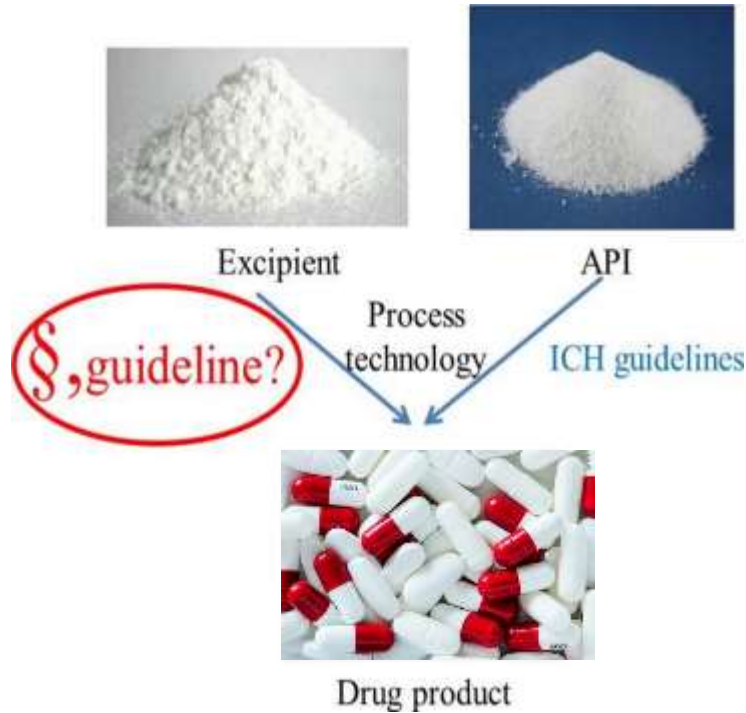 Excipient
API
§,guideline?
Process
technology
ICH guidelines
Drug product